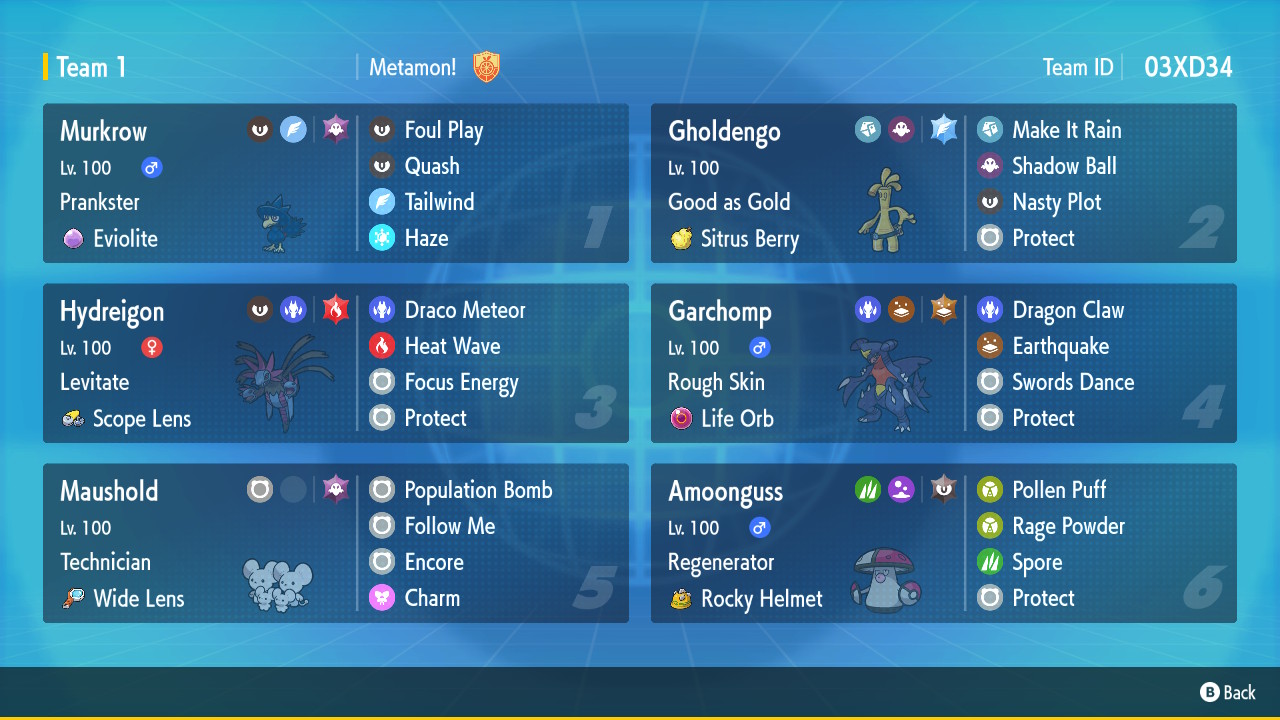 Team 1
Metamon!
Team ID 03XD34
Murkrow
Lv. 100
Prankster
Eviolite
Foul Play
Quash
Tailwind
Haze
1
Gholdengo
Lv. 100
Good as Gold
Sitrus Berry
Make It Rain
Shadow Ball
Nasty Plot
Protect
2
Hydreigon
Lv. 100
Levitate
Scope Lens
Draco Meteor
Heat Wave
Focus Energy
Protect
3
Garchomp
Lv. 100
Rough Skin
Life Orb
Dragon Claw
Earthquake
Swords Dance
Protect
4
Maushold
Lv. 100
Technician
Wide Lens
Population Bomb
Follow Me
Encore
Charm
5
Amoonguss
Lv. 100
Regenerator
Rocky Helmet
Pollen Puff
Rage Powder
Spore
Protect
6
B Back